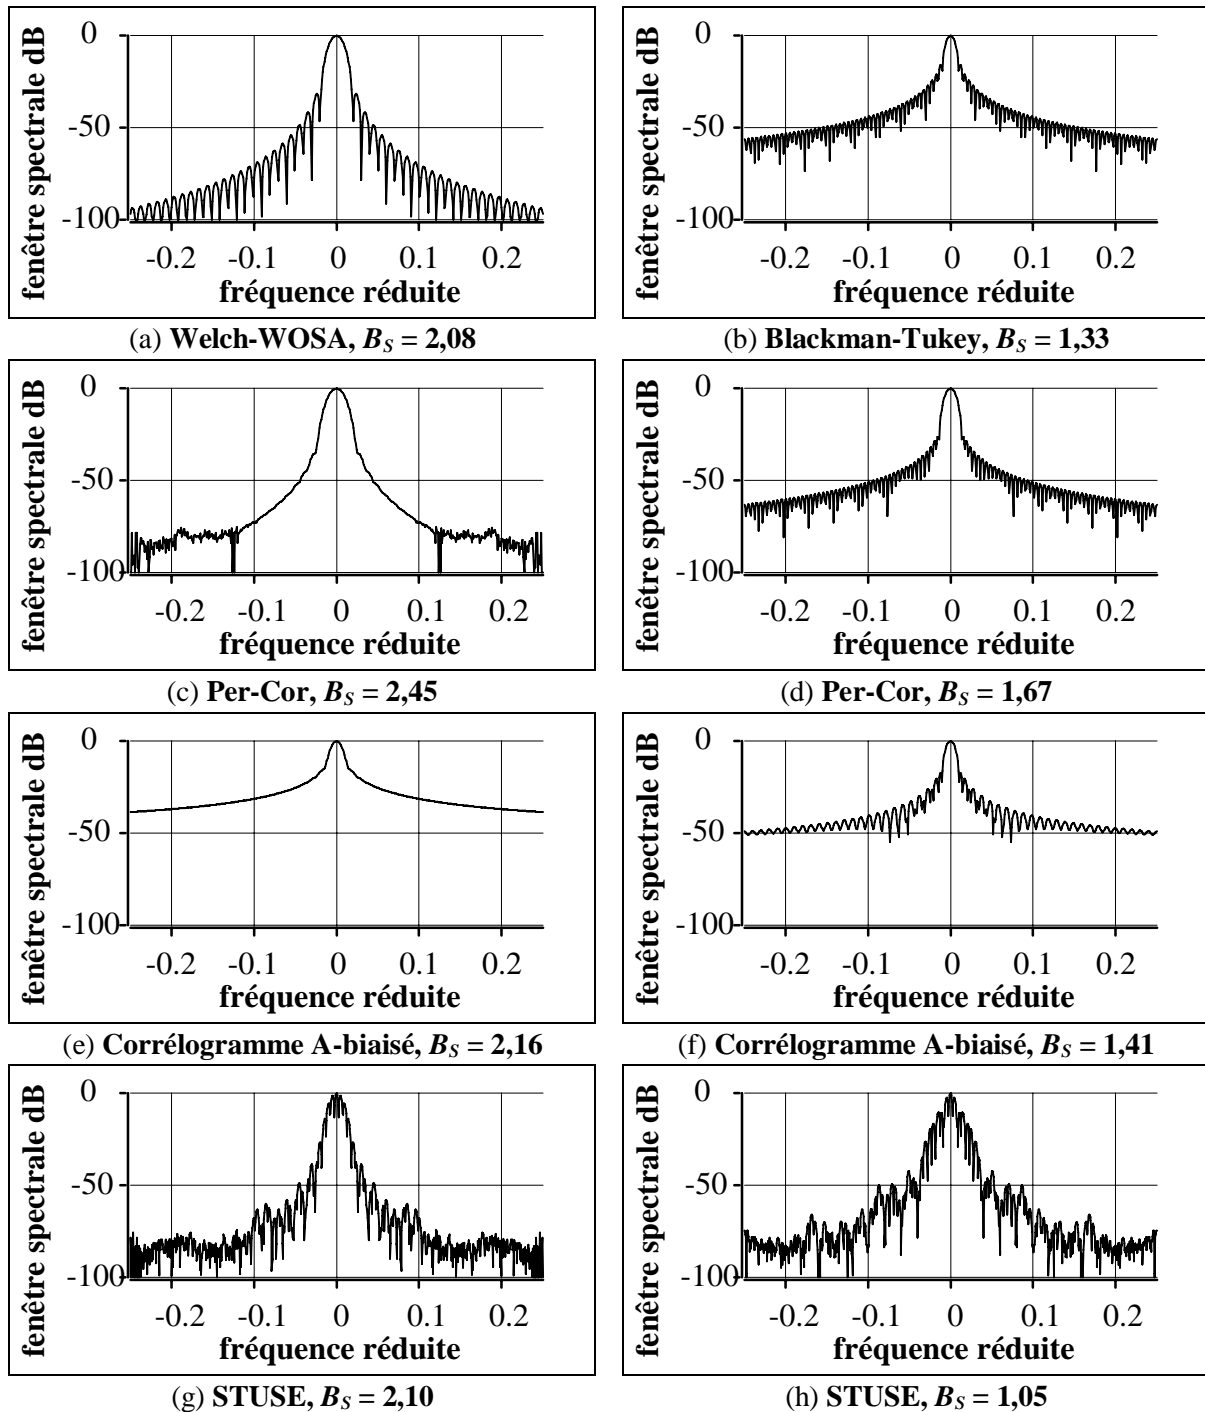 fenêtre spectrale dB
0
-50
-100
-0.2 -0.1 0 0.1 0.2
fréquence réduite
(a) Welch-WOSA, B_S = 2,08
fenêtre spectrale dB
0
-50
-100
-0.2 -0.1 0 0.1 0.2
fréquence réduite
(b) Blackman-Tukey, B_S = 1,33
fenêtre spectrale dB
0
-50
-100
-0.2 -0.1 0 0.1 0.2
fréquence réduite
(c) Per-Cor, B_S = 2,45
fenêtre spectrale dB
0
-50
-100
-0.2 -0.1 0 0.1 0.2
fréquence réduite
(d) Per-Cor, B_S = 1,67
fenêtre spectrale dB
0
-50
-100
-0.2 -0.1 0 0.1 0.2
fréquence réduite
(e) Corrélogramme A-biaisé, B_S = 2,16
fenêtre spectrale dB
0
-50
-100
-0.2 -0.1 0 0.1 0.2
fréquence réduite
(f) Corrélogramme A-biaisé, B_S = 1,41
fenêtre spectrale dB
0
-50
-100
-0.2 -0.1 0 0.1 0.2
fréquence réduite
(g) STUSE, B_S = 2,10
fenêtre spectrale dB
0
-50
-100
-0.2 -0.1 0 0.1 0.2
fréquence réduite
(h) STUSE, B_S = 1,05